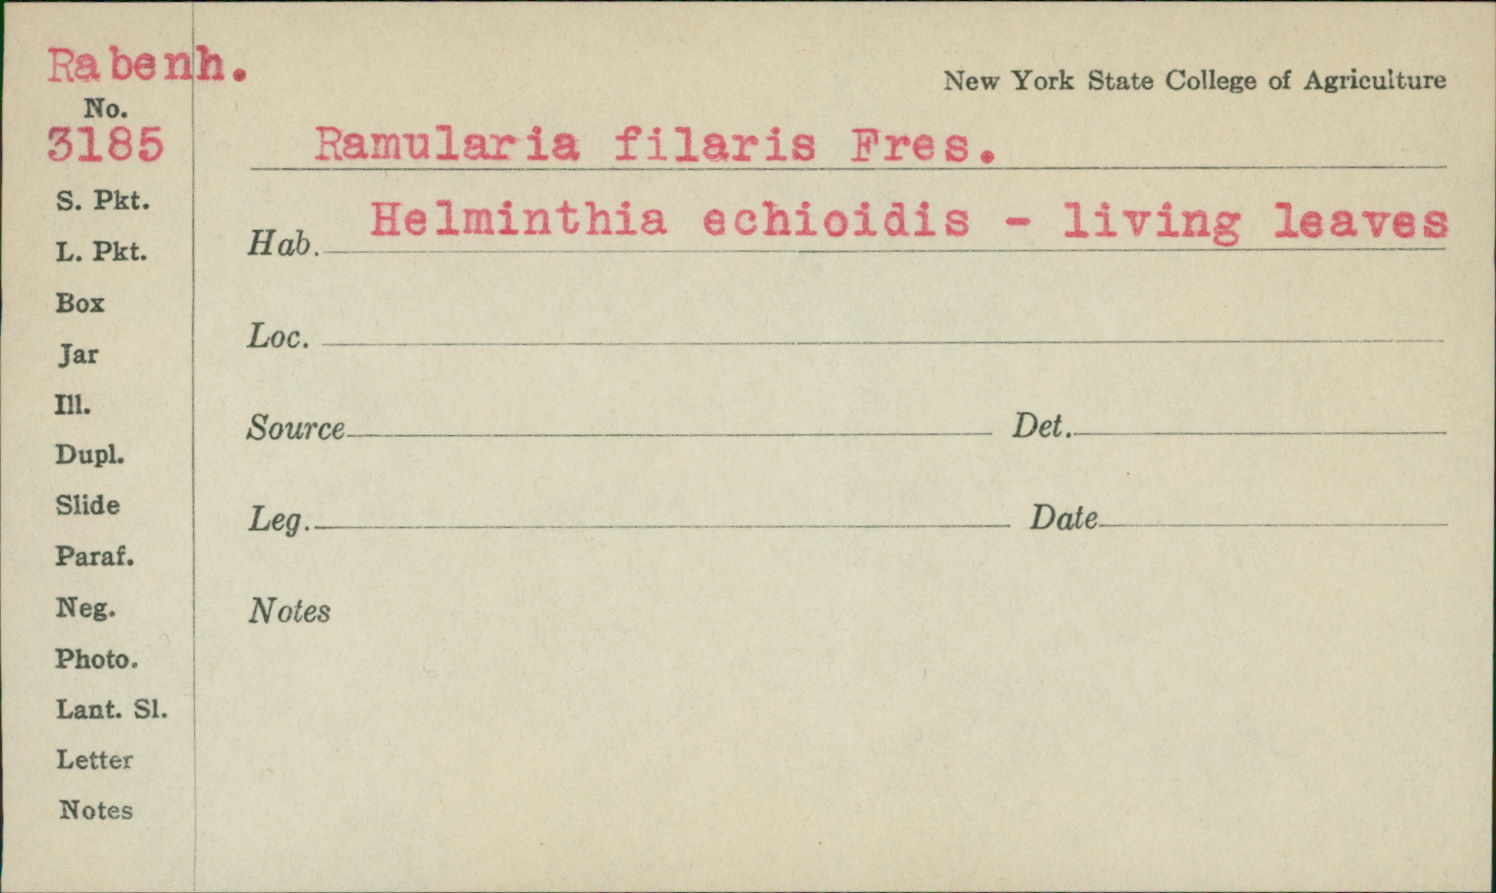 Rabenh.
New York State College of Agriculture
No.
3185
Ramularia filaris Fres.
Hab. Helminthia echioidis - living leaves
S. Pkt.
L. Pkt.
Box
Loc.
Jar
Ill.
Source Det.
Dupl.
Slide
Leg. Date
Paraf.
Neg.
Notes
Photo.
Lant. Sl.
Letter
Notes